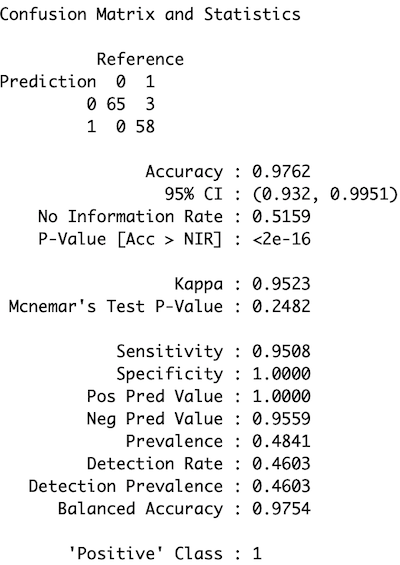 Confusion Matrix and Statistics
Reference
Prediction 0 1
0 65 3
1 0 58
Accuracy : 0.9762
95% CI : (0.932, 0.9951)
No Information Rate : 0.5159
P-Value [Acc > NIR] : <2e-16
Kappa : 0.9523
Mcnemar's Test P-Value : 0.2482
Sensitivity : 0.9508
Specificity : 1.0000
Pos Pred Value : 1.0000
Neg Pred Value : 0.9559
Prevalence : 0.4841
Detection Rate : 0.4603
Detection Prevalence : 0.4603
Balanced Accuracy : 0.9754
'Positive' Class : 1